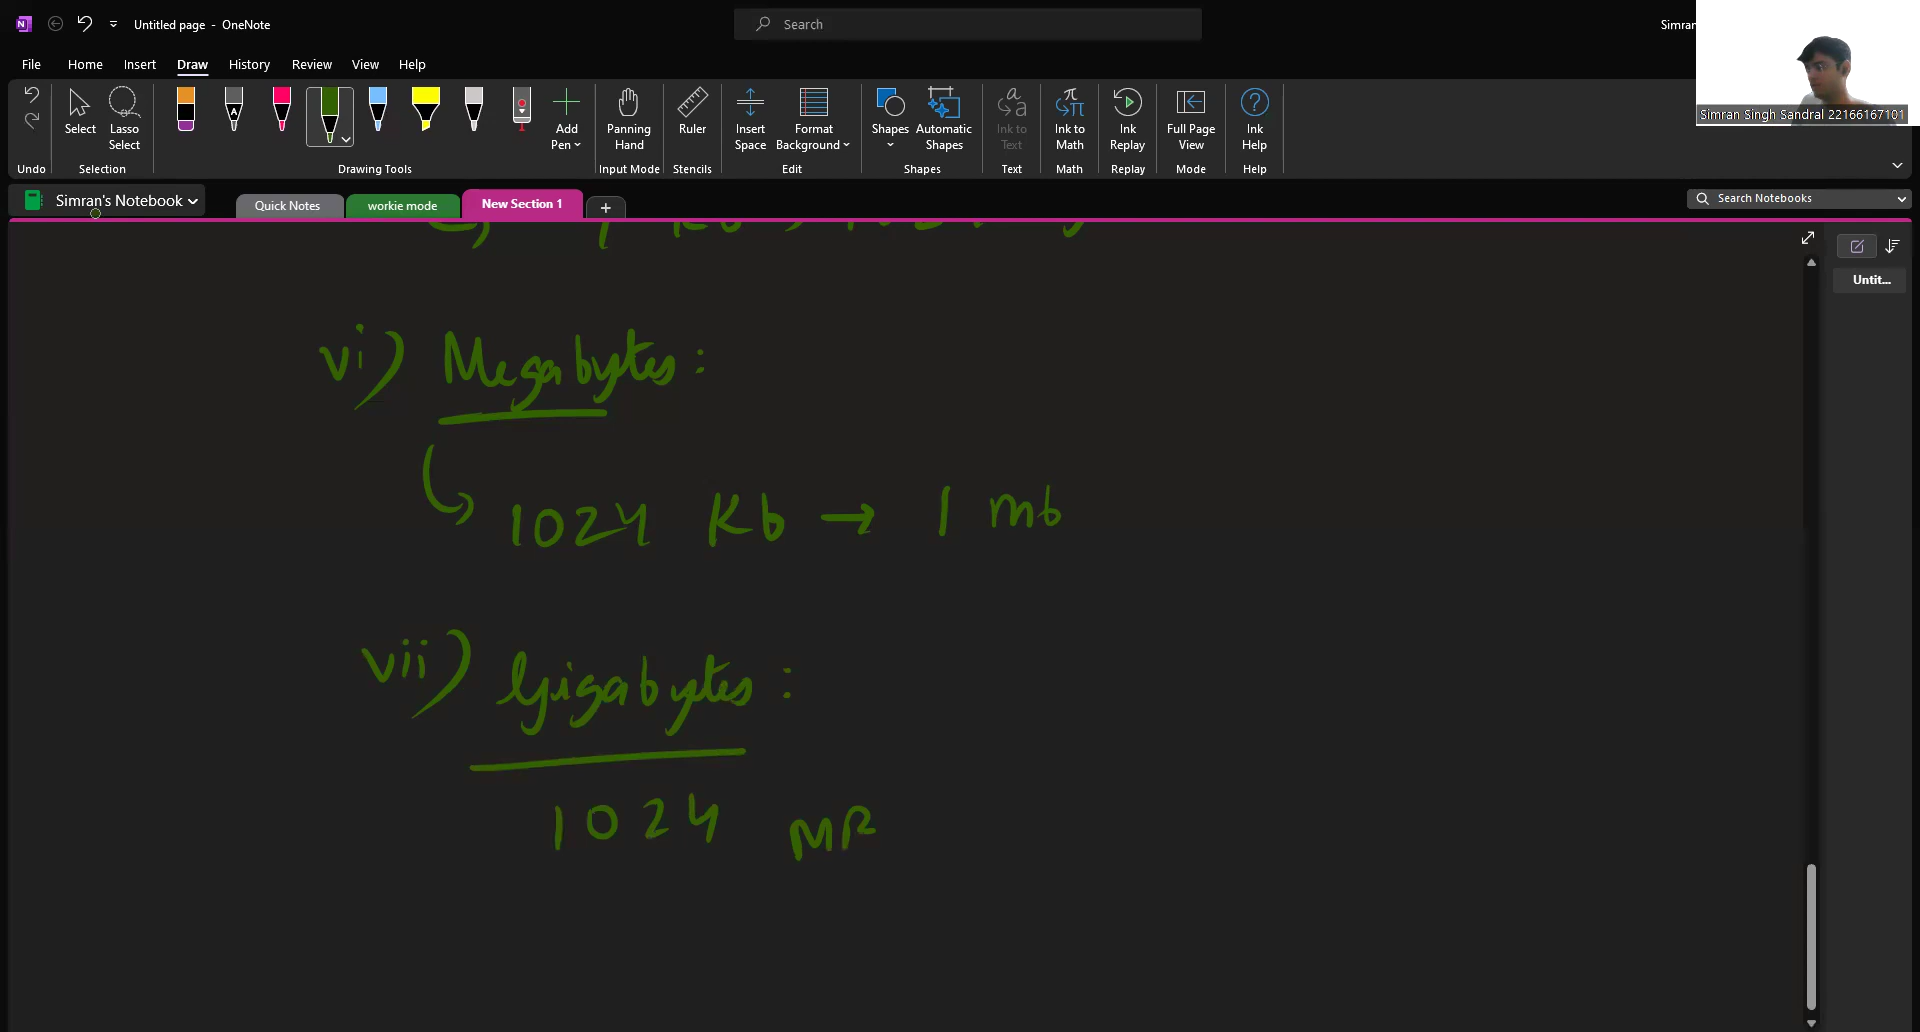 Untitled page - OneNote
Search
Simran
File Home Insert Draw History Review View Help
Select
Lasso Select
Add Pen
Panning Hand
Ruler
Insert Space
Format Background
Shapes
Automatic Shapes
Ink to Text
Ink to Math
Ink Replay
Full Page View
Ink Help
Undo Selection Drawing Tools Input Mode Stencils Edit Shapes Text Math Replay Mode Help
Simran Singh Sandral 22166167101
Simran's Notebook
Quick Notes
workie mode
New Section 1
Search Notebooks
Untit...
vi) Megabytes:
1024 Kb → 1 mb
vii) Gigabytes:
1024